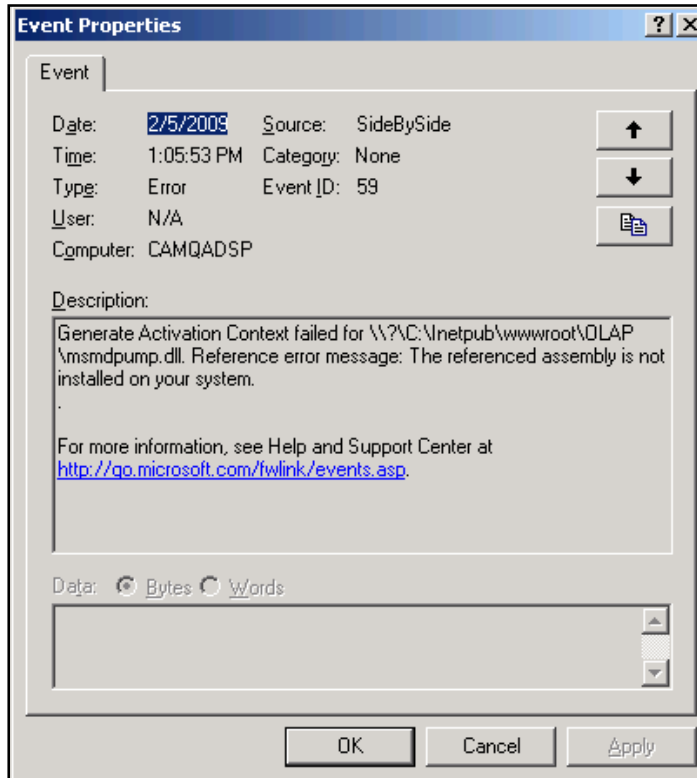 Event Properties
? X
Event
Date: 2/5/2009 Source: SideBySide
Time: 1:05:53 PM Category: None
Type: Error Event ID: 59
User: N/A
Computer: CAMQADSP
Description:
Generate Activation Context failed for \\?\C:\Inetpub\wwwroot\OLAP
\msmdpump.dll. Reference error message: The referenced assembly is not
installed on your system.
.
For more information, see Help and Support Center at
http://go.microsoft.com/fwlink/events.asp.
Data: Bytes Words
OK Cancel Apply